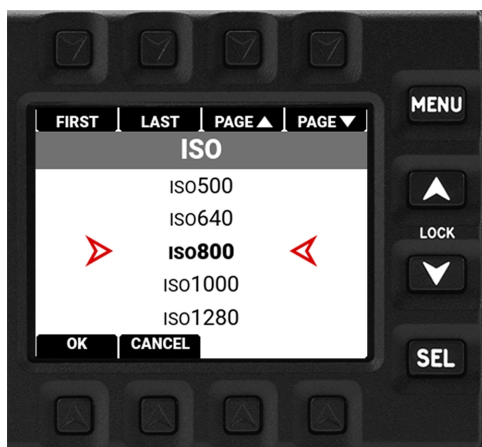 FIRST LAST PAGE▲ PAGE▼
MENU
ISO
ISO500
ISO640
LOCK
ISO800
ISO1000
ISO1280
OK CANCEL
SEL